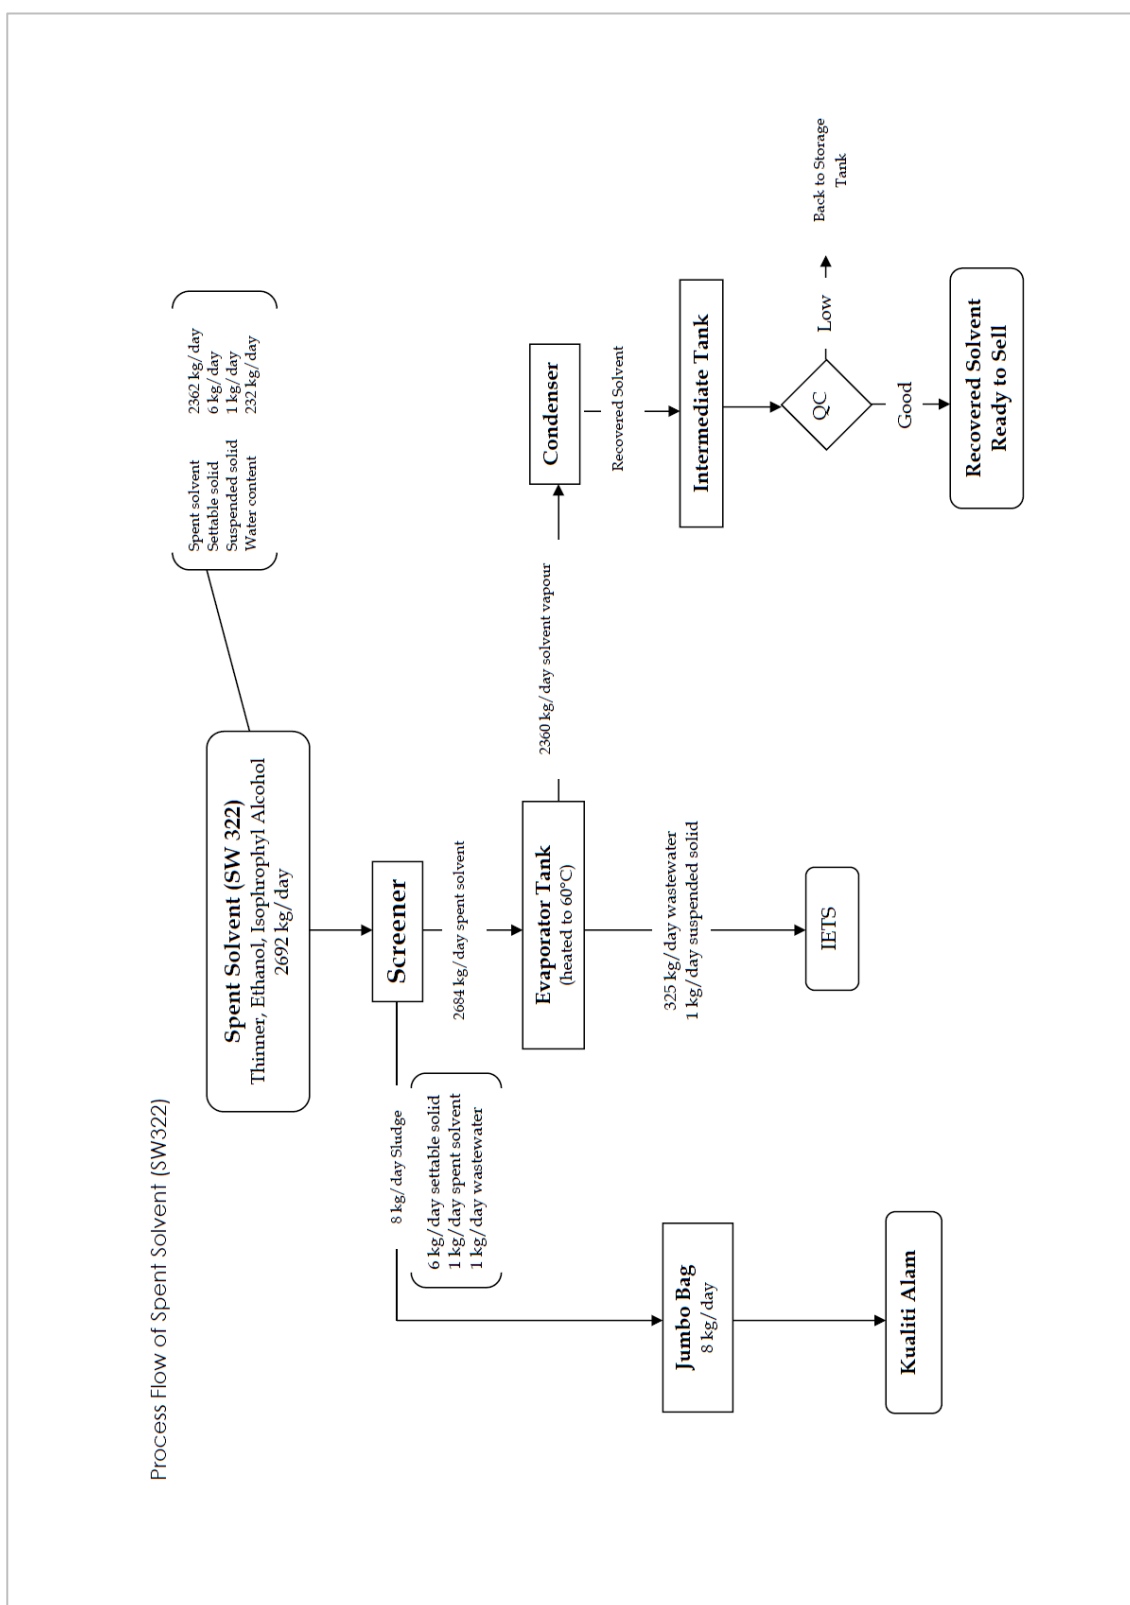 Process Flow of Spent Solvent (SW322)
Spent Solvent (SW 322)
Thinner, Ethanol, Isophrophyl Alcohol
2692 kg/day
Spent solvent 2362 kg/day
Settable solid 6 kg/day
Suspended solid 1 kg/day
Water content 232 kg/day
Screener
8 kg/day Sludge
6 kg/day settable solid
1 kg/day spent solvent
1 kg/day wastewater
2684 kg/day spent solvent
Evaporator Tank
(heated to 60°C)
2360 kg/day solvent vapour
Condenser
Recovered Solvent
Jumbo Bag
8 kg/day
325 kg/day wastewater
1 kg/day suspended solid
Intermediate Tank
IETS
QC
Low
Back to Storage
Tank
Good
Kualiti Alam
Recovered Solvent
Ready to Sell